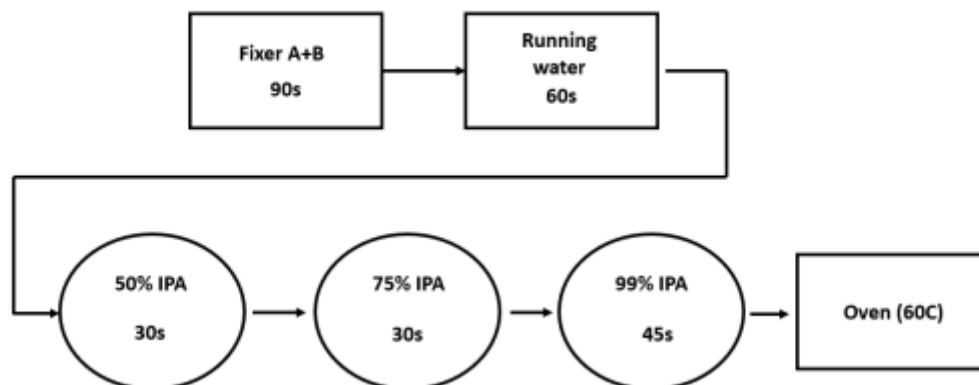 Fixer A+B
90s
Running
water
60s
50% IPA
30s
75% IPA
30s
99% IPA
45s
Oven (60C)